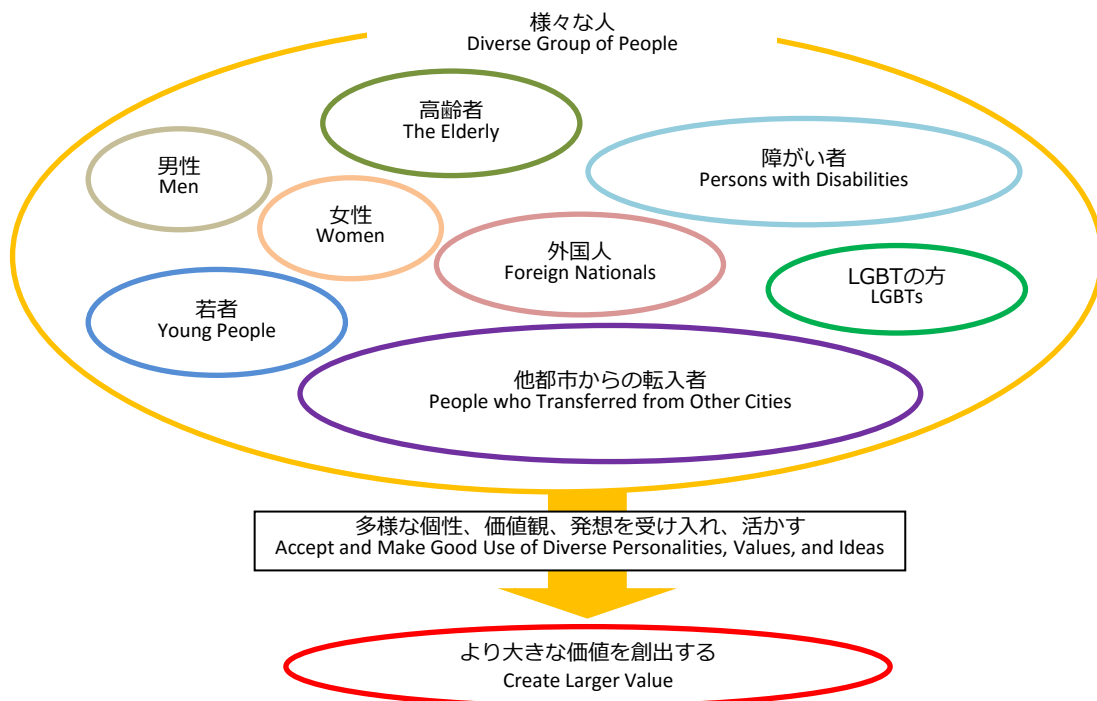 様々な人
Diverse Group of People
高齢者
The Elderly
男性
Men
障がい者
Persons with Disabilities
女性
Women
外国人
Foreign Nationals
LGBTの方
LGBTs
若者
Young People
他都市からの転入者
People who Transferred from Other Cities
多様な個性、価値観、発想を受け入れ、活かす
Accept and Make Good Use of Diverse Personalities, Values, and Ideas
より大きな価値を創出する
Create Larger Value